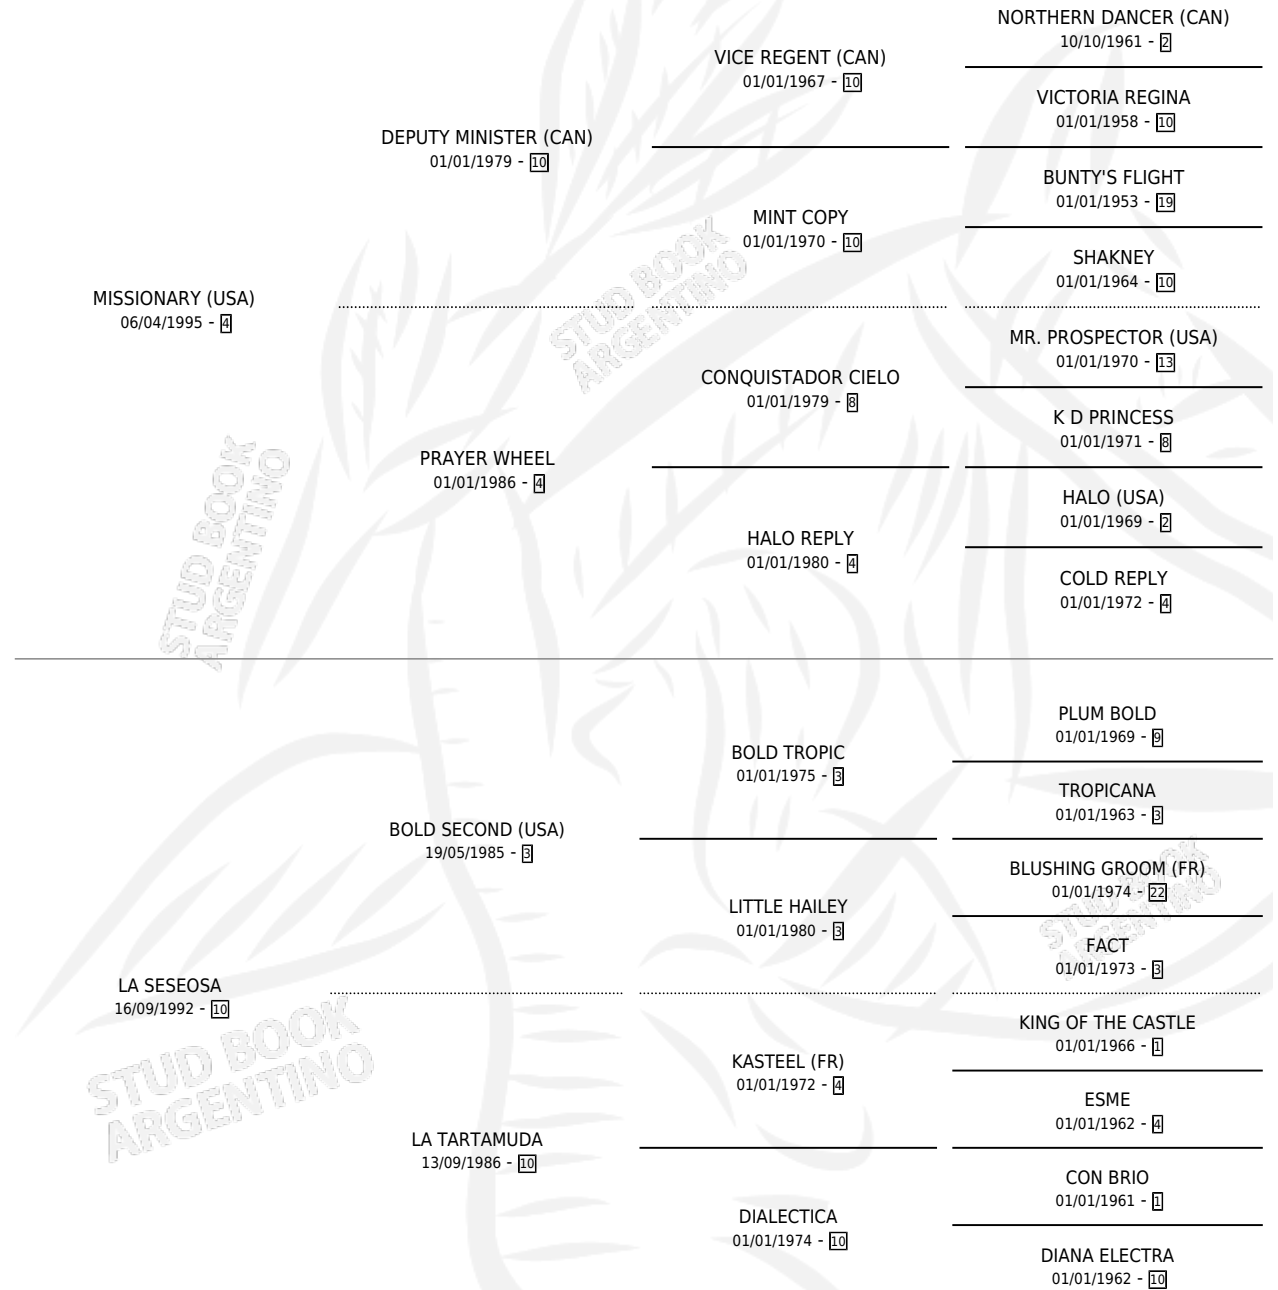 NORTHERN DANCER (CAN)
10/10/1961 - 2
VICE REGENT (CAN)
01/01/1967 - 10
VICTORIA REGINA
01/01/1958 - 10
DEPUTY MINISTER (CAN)
01/01/1979 - 10
BUNTY'S FLIGHT
01/01/1953 - 19
MINT COPY
01/01/1970 - 10
SHAKNEY
01/01/1964 - 10
MISSIONARY (USA)
06/04/1995 - 4
STUD BOOK
ARGENTINO
MR. PROSPECTOR (USA)
01/01/1970 - 13
CONQUISTADOR CIELO
01/01/1979 - 8
K D PRINCESS
01/01/1971 - 8
PRAYER WHEEL
01/01/1986 - 4
HALO (USA)
01/01/1969 - 2
HALO REPLY
01/01/1980 - 4
COLD REPLY
01/01/1972 - 4
STUD BOOK
ARGENTINO
PLUM BOLD
01/01/1969 - 9
BOLD TROPIC
01/01/1975 - 3
TROPICANA
01/01/1963 - 3
BOLD SECOND (USA)
19/05/1985 - 3
BLUSHING GROOM (FR)
01/01/1974 - 22
LITTLE HAILEY
01/01/1980 - 3
STUD BOOK
ARGENTINO
FACT
01/01/1973 - 3
LA SESEOSA
16/09/1992 - 10
KING OF THE CASTLE
01/01/1966 - 1
KASTEEL (FR)
01/01/1972 - 4
STUD BOOK
ARGENTINO
ESME
01/01/1962 - 4
LA TARTAMUDA
13/09/1986 - 10
CON BRIO
01/01/1961 - 1
DIALECTICA
01/01/1974 - 10
DIANA ELECTRA
01/01/1962 - 10